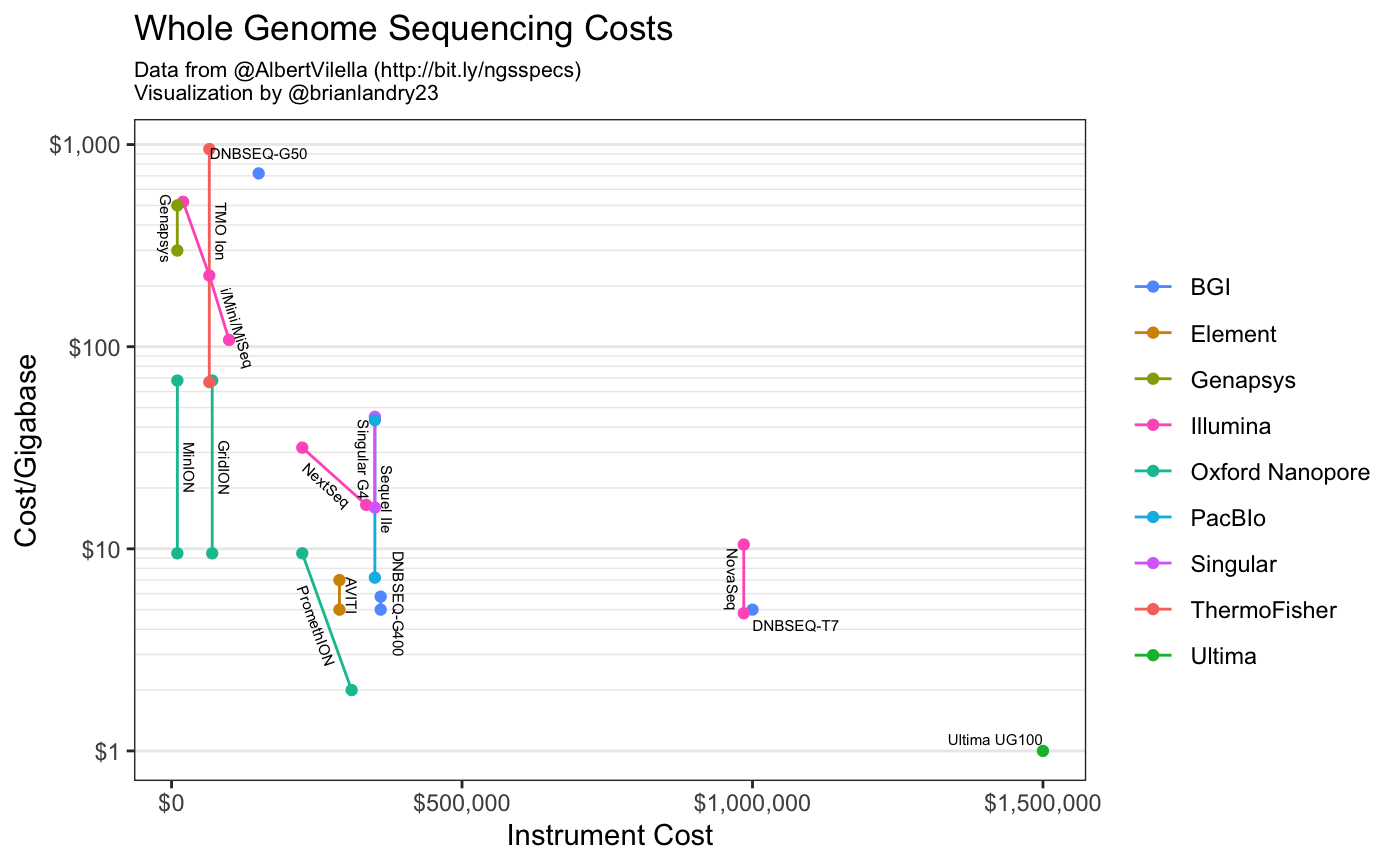 Whole Genome Sequencing Costs
Data from @AlbertVilella (http://bit.ly/ngsspecs)
Visualization by @brianlandry23
Cost/Gigabase
$1,000
$100
$10
$1
DNBSEQ-G50
Genapsys
TMO Ion
i/Mini/MiSeq
MinION
GridION
NextSeq
Singular G4
Sequel IIe
PromethION
AVITI
DNBSEQ-G400
NovaSeq
DNBSEQ-T7
Ultima UG100
$0
$500,000
$1,000,000
$1,500,000
Instrument Cost
BGI
Element
Genapsys
Illumina
Oxford Nanopore
PacBIo
Singular
ThermoFisher
Ultima